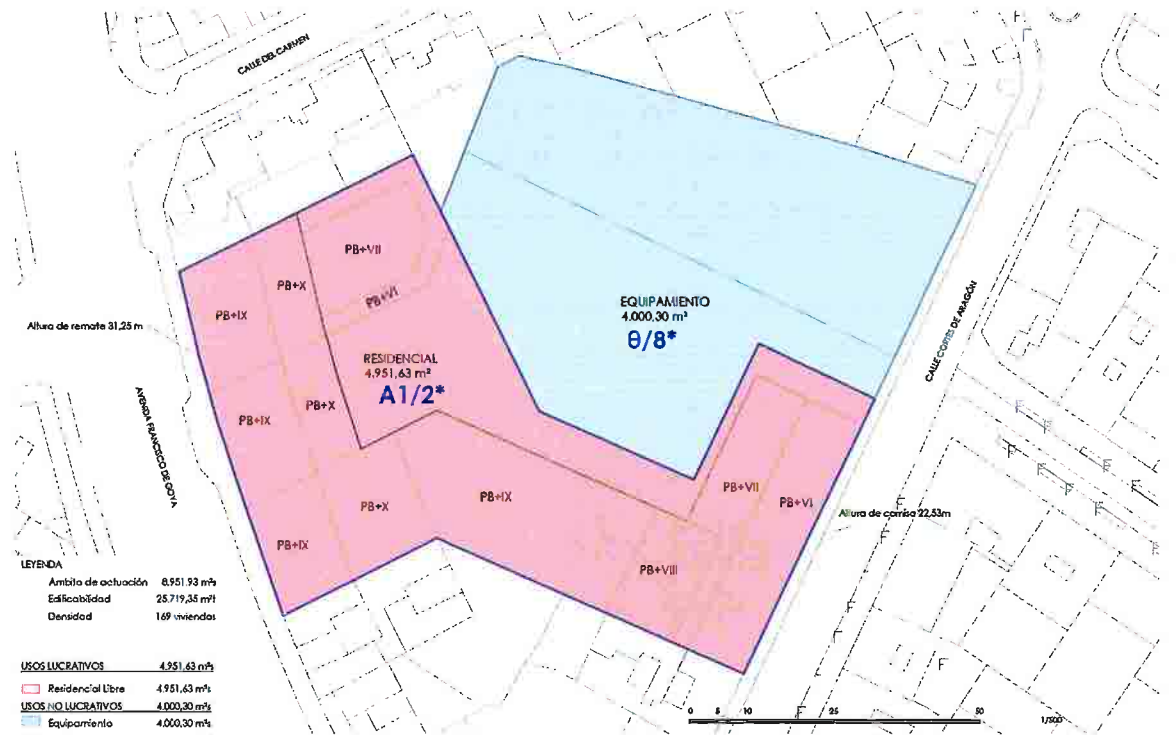 CALLE DEL CARMEN
PB+VII
PB+X
PB+VI
PB+IX
Altura de remate 31,25 m
EQUIPAMIENTO
4.000,30 m²
θ/8*
RESIDENCIAL
4.951,63 m²
A1/2*
CALLE CORTES DE ARAGÓN
AVENIDA FRANCISCO DE GOYA
PB+X
PB+IX
PB+X
PB+IX
PB+VII
PB+VI
Altura de cornisa 22,53m
PB+IX
PB+VIII
LEYENDA
Ambito de actuación 8.951,93 m²s
Edificabilidad 25.719,35 m²t
Densidad 169 viviendas
USOS LUCRATIVOS 4.951,63 m²s
Residencial Libre 4.951,63 m²s
USOS NO LUCRATIVOS 4.000,30 m²s
Equipamiento 4.000,30 m²s
0 5 10 25 50
1/500
F
F
F
F
F
F
F
F
F
F
F
F
F